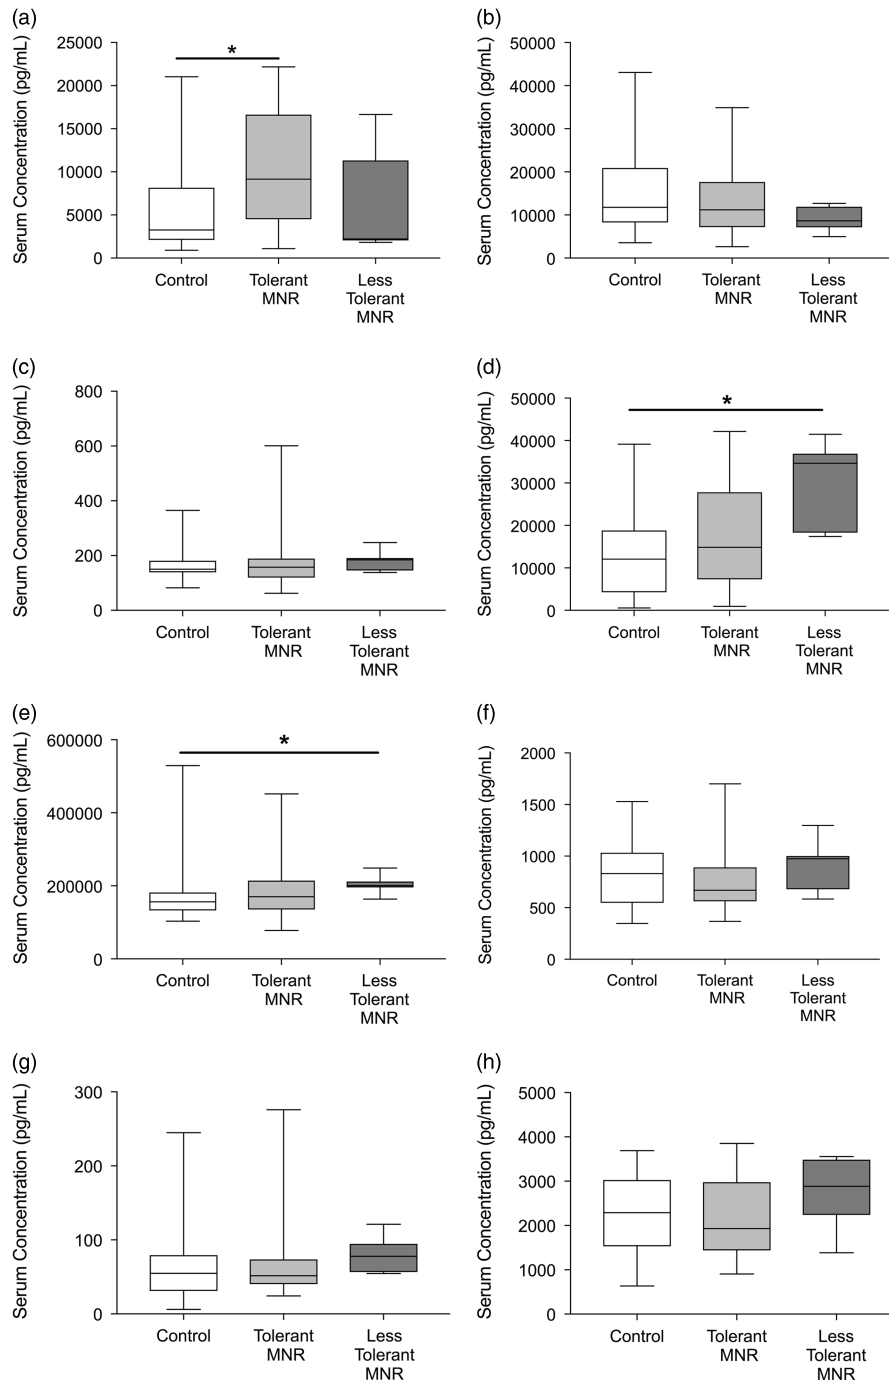 (a)
Serum Concentration (pg/mL)
25000
20000
15000
10000
5000
0
*
Control
Tolerant
MNR
Less
Tolerant
MNR
(b)
Serum Concentration (pg/mL)
50000
40000
30000
20000
10000
0
Control
Tolerant
MNR
Less
Tolerant
MNR
(c)
Serum Concentration (pg/mL)
800
600
400
200
0
Control
Tolerant
MNR
Less
Tolerant
MNR
(d)
Serum Concentration (pg/mL)
50000
40000
30000
20000
10000
0
*
Control
Tolerant
MNR
Less
Tolerant
MNR
(e)
Serum Concentration (pg/mL)
600000
400000
200000
0
*
Control
Tolerant
MNR
Less
Tolerant
MNR
(f)
Serum Concentration (pg/mL)
2000
1500
1000
500
0
Control
Tolerant
MNR
Less
Tolerant
MNR
(g)
Serum Concentration (pg/mL)
300
200
100
0
Control
Tolerant
MNR
Less
Tolerant
MNR
(h)
Serum Concentration (pg/mL)
5000
4000
3000
2000
1000
0
Control
Tolerant
MNR
Less
Tolerant
MNR